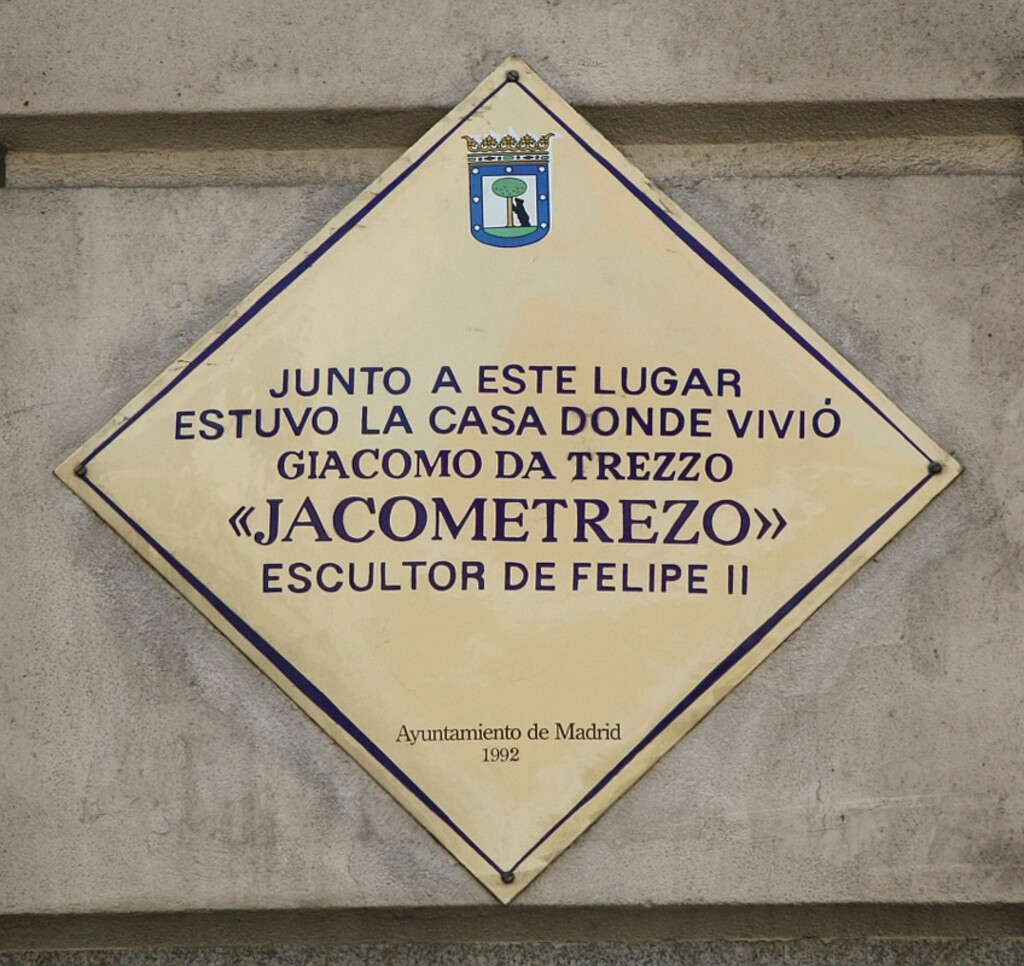 JUNTO A ESTE LUGAR
ESTUVO LA CASA DONDE VIVIÓ
GIACOMO DA TREZZO
«JACOMETREZO»
ESCULTOR DE FELIPE II
Ayuntamiento de Madrid
1992